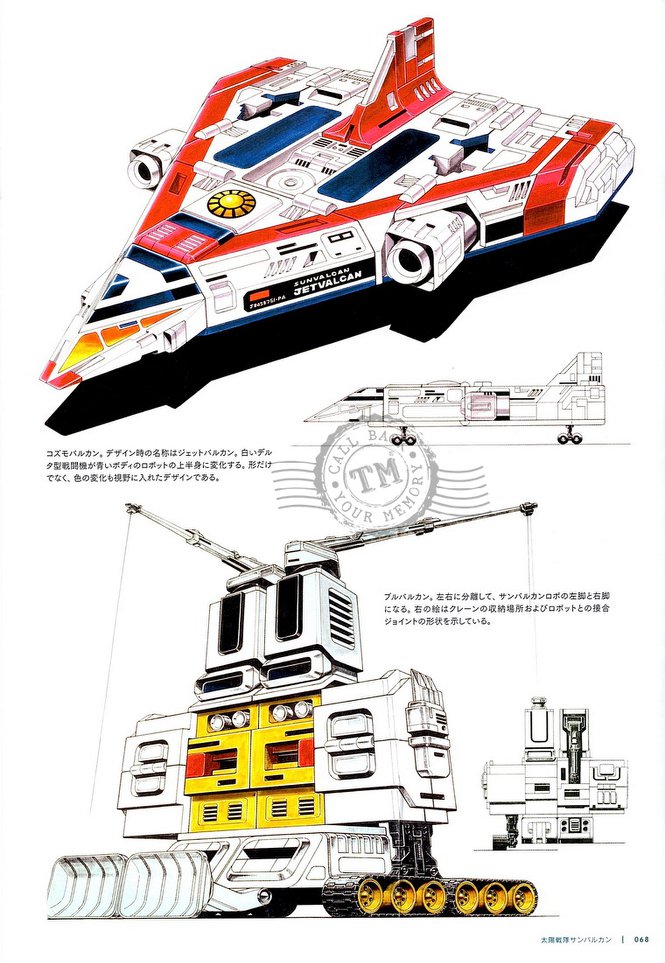 SUNVALCAN
JETVALCAN
コズモバルカン。デザイン時の名称はジェットバルカン。白いデル
タ型戦闘機が青いボディのロボットの上半身に変化する。形だけ
でなく、色の変化も視野に入れたデザインである。
CALL BACK
TM
YOUR MEMORY
ブルバルカン。左右に分離して、サンバルカンロボの左脚と右脚
になる。右の絵はクレーンの収納場所およびロボットとの接合
ジョイントの形状を示している。
太陽戦隊サンバルカン | 068